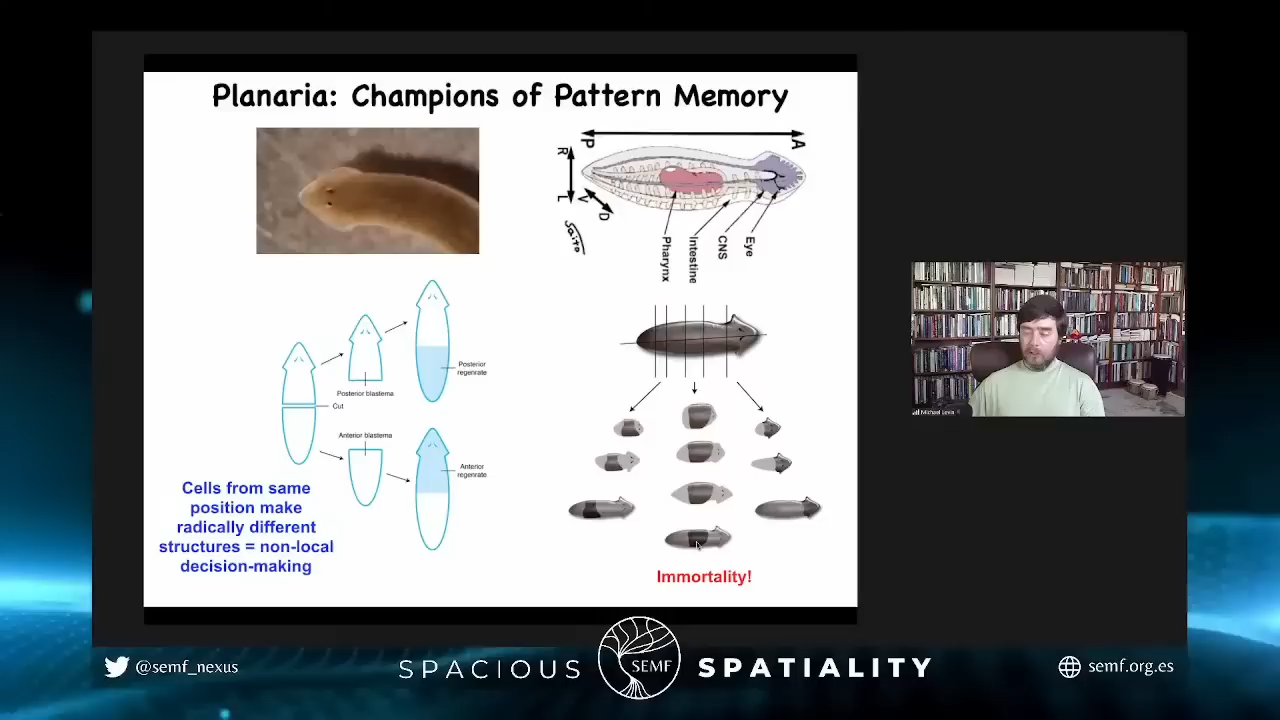 Planaria: Champions of Pattern Memory
P
A
R
L
V
D
Saito
Pharynx
Intestine
CNS
Eye
Posterior
regenrate
Posterior blastema
Cut
Anterior blastema
Anterior
regenrate
Cells from same
position make
radically different
structures = non-local
decision-making
Immortality!
Michael Levin
@semf_nexus
SPACIOUS
SEMF
SPATIALITY
semf.org.es